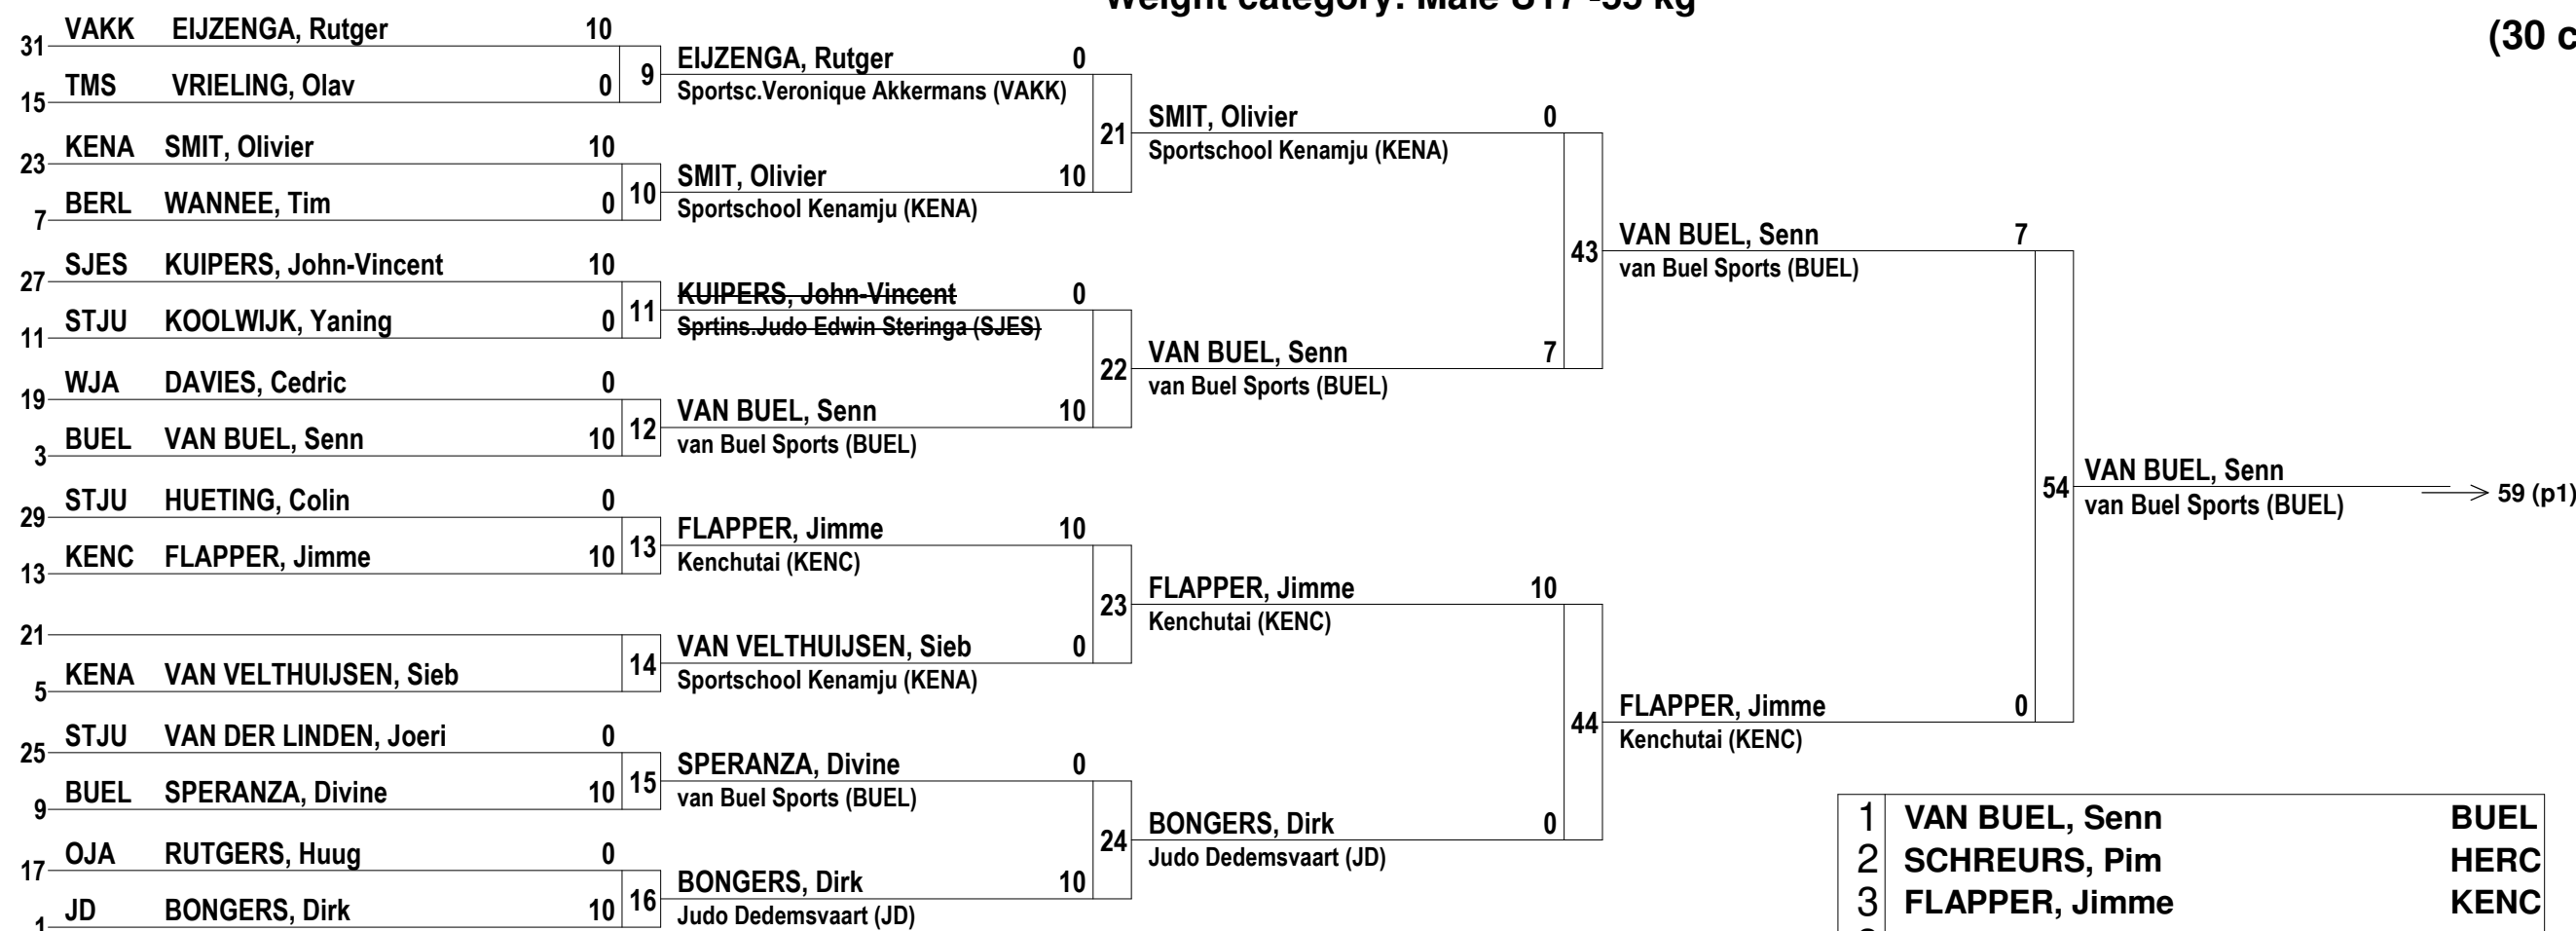 Weight category: Male U17 -55 kg
(30 c
31 VAKK EIJZENGA, Rutger 10
15 TMS VRIELING, Olav 0
9
23 KENA SMIT, Olivier 10
7 BERL WANNEE, Tim 0
10
27 SJES KUIPERS, John-Vincent 10
11 STJU KOOLWIJK, Yaning 0
11
19 WJA DAVIES, Cedric 0
3 BUEL VAN BUEL, Senn 10
12
29 STJU HUETING, Colin 0
13 KENC FLAPPER, Jimme 10
13
21
5 KENA VAN VELTHUIJSEN, Sieb
14
25 STJU VAN DER LINDEN, Joeri 0
9 BUEL SPERANZA, Divine 10
15
17 OJA RUTGERS, Huug 0
1 JD BONGERS, Dirk 10
16
EIJZENGA, Rutger 0
Sportsc.Veronique Akkermans (VAKK)
21
SMIT, Olivier 10
Sportschool Kenamju (KENA)
KUIPERS, John-Vincent 0
Sprtins.Judo Edwin Steringa (SJES)
22
VAN BUEL, Senn 10
van Buel Sports (BUEL)
FLAPPER, Jimme 10
Kenchutai (KENC)
23
VAN VELTHUIJSEN, Sieb 0
Sportschool Kenamju (KENA)
SPERANZA, Divine 0
van Buel Sports (BUEL)
24
BONGERS, Dirk 10
Judo Dedemsvaart (JD)
SMIT, Olivier 0
Sportschool Kenamju (KENA)
43
VAN BUEL, Senn 7
van Buel Sports (BUEL)
FLAPPER, Jimme 10
Kenchutai (KENC)
44
BONGERS, Dirk 0
Judo Dedemsvaart (JD)
VAN BUEL, Senn 7
van Buel Sports (BUEL)
54
FLAPPER, Jimme 0
Kenchutai (KENC)
VAN BUEL, Senn
van Buel Sports (BUEL)
59 (p1)
1 VAN BUEL, Senn BUEL
2 SCHREURS, Pim HERC
3 FLAPPER, Jimme KENC